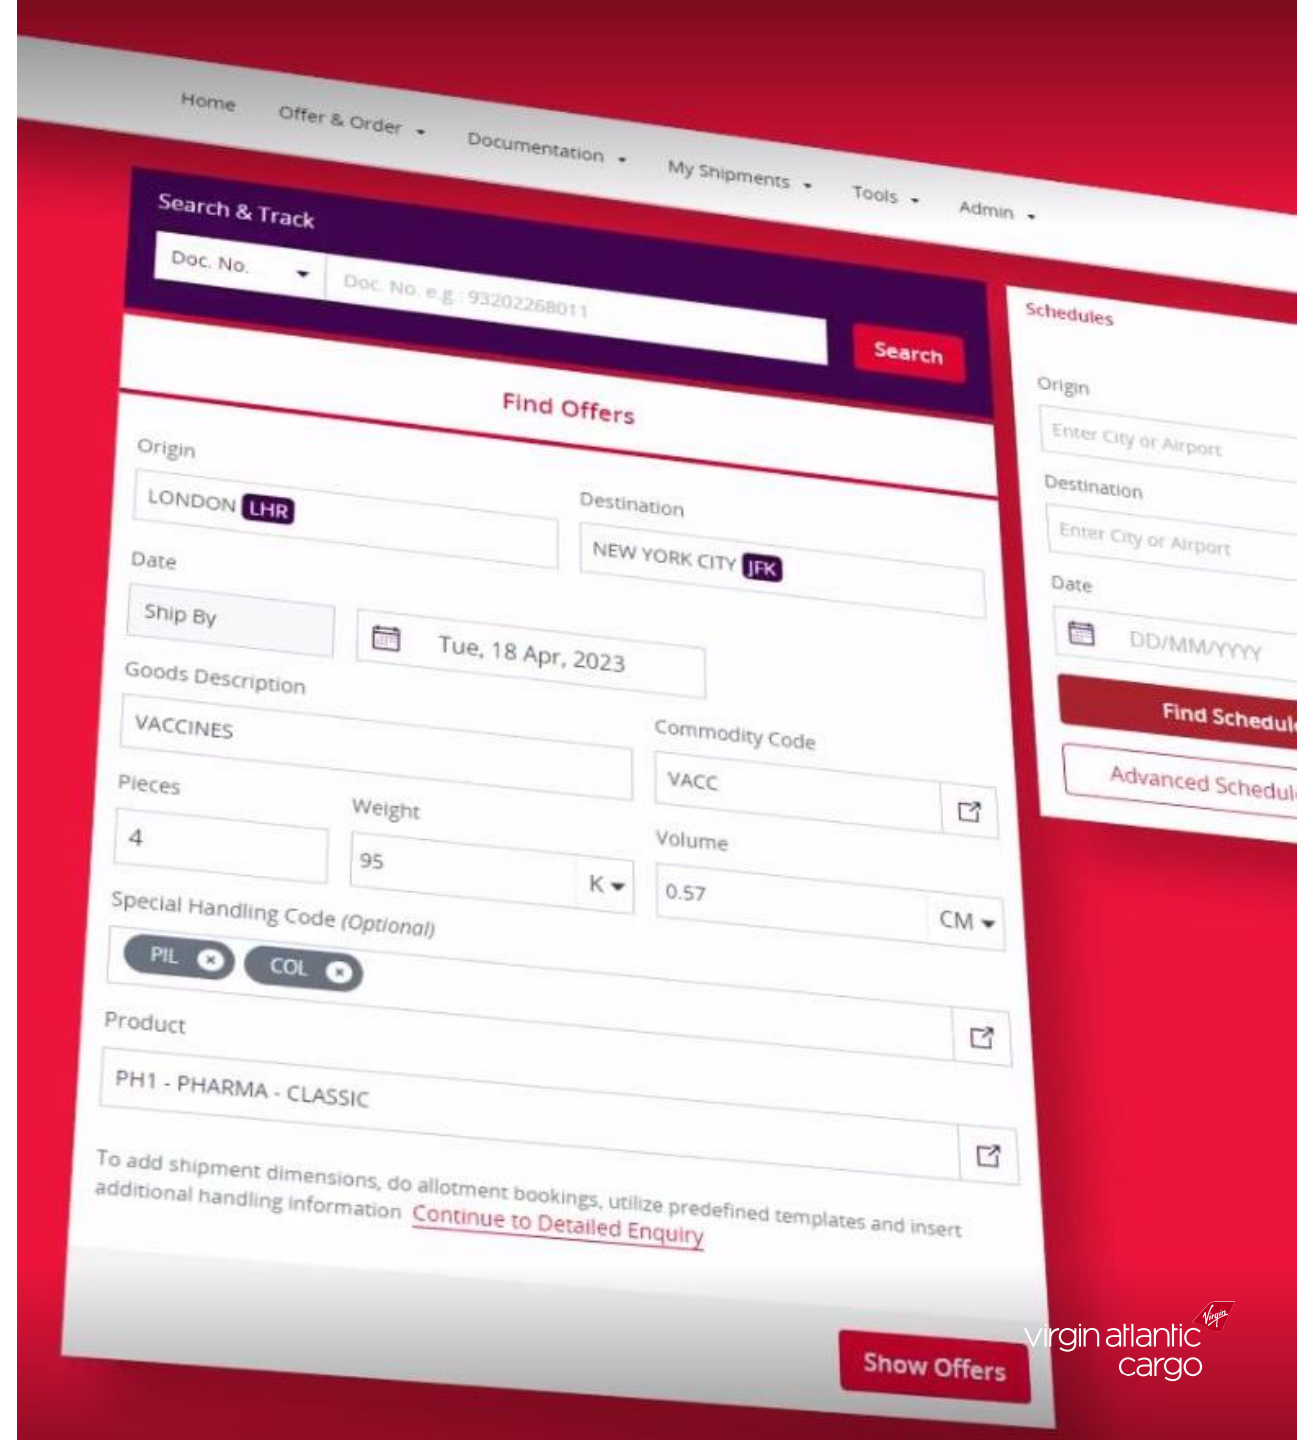 Home
Offer & Order
Documentation
My Shipments
Tools
Admin
Search & Track
Doc. No.
Doc. No. e.g : 93202268011
Search
Find Offers
Origin
LONDON LHR
Destination
NEW YORK CITY JFK
Date
Ship By
Tue, 18 Apr, 2023
Goods Description
VACCINES
Commodity Code
VACC
Pieces
4
Weight
95
K
Volume
0.57
CM
Special Handling Code (Optional)
PIL
COL
Product
PH1 - PHARMA - CLASSIC
To add shipment dimensions, do allotment bookings, utilize predefined templates and insert
additional handling information Continue to Detailed Enquiry
Show Offers
Schedules
Origin
Enter City or Airport
Destination
Enter City or Airport
Date
DD/MM/YYYY
Find Schedul
Advanced Schedul
Virgin
virgin atlantic
cargo